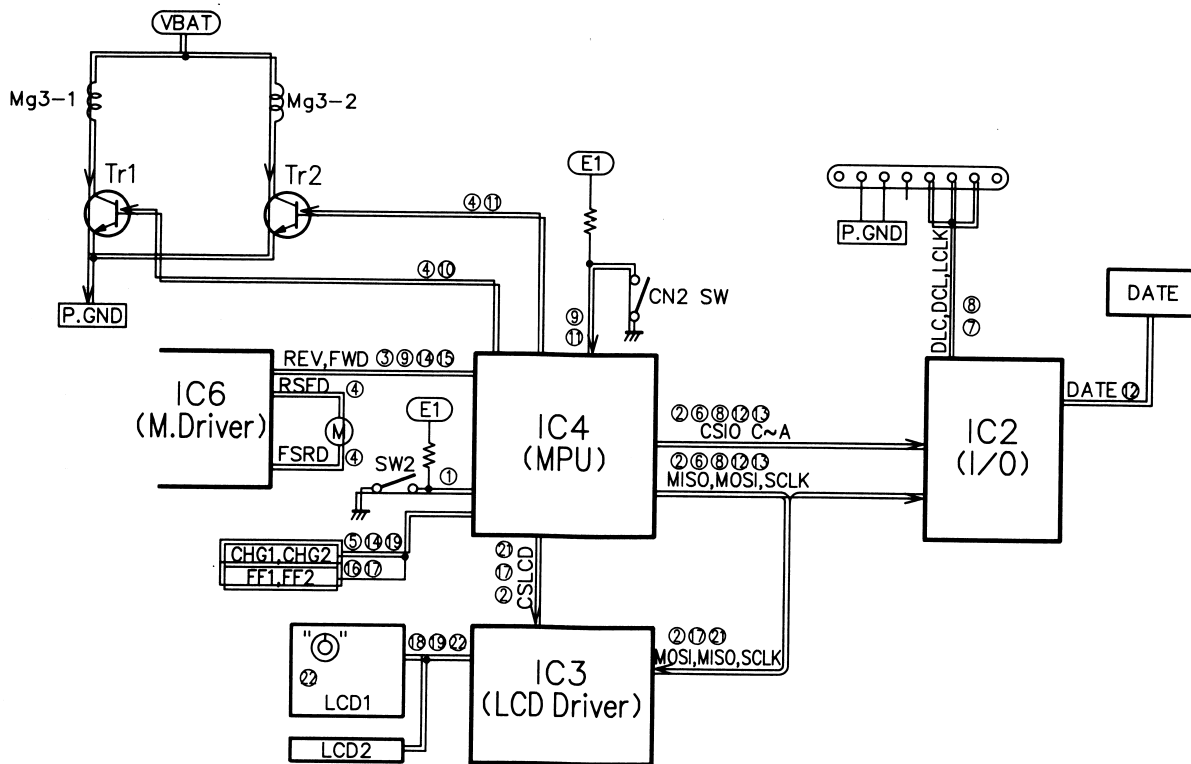 VBAT
Mg3-1
Mg3-2
Tr1
Tr2
E1
④⑪
④⑩
P.GND
CN2 SW
⑨
⑪
P.GND
DLC,DCL,LCLK
⑧
⑦
DATE
DATE ⑫
REV,FWD ③⑨⑭⑮
IC6
(M.Driver)
RSFD ④
M
FSRD ④
E1
SW2
①
IC4
(MPU)
②⑥⑧⑫⑬
CSIO C~A
②⑥⑧⑫⑬
MISO,MOSI,SCLK
IC2
(I/O)
⑤⑭⑲
CHG1,CHG2
⑯⑰
FF1,FF2
㉑
⑰
②
CSLCD
"  "
㉒
LCD1
⑱⑲㉒
LCD2
IC3
(LCD Driver)
②⑰㉑
MOSI,MISO,SCLK